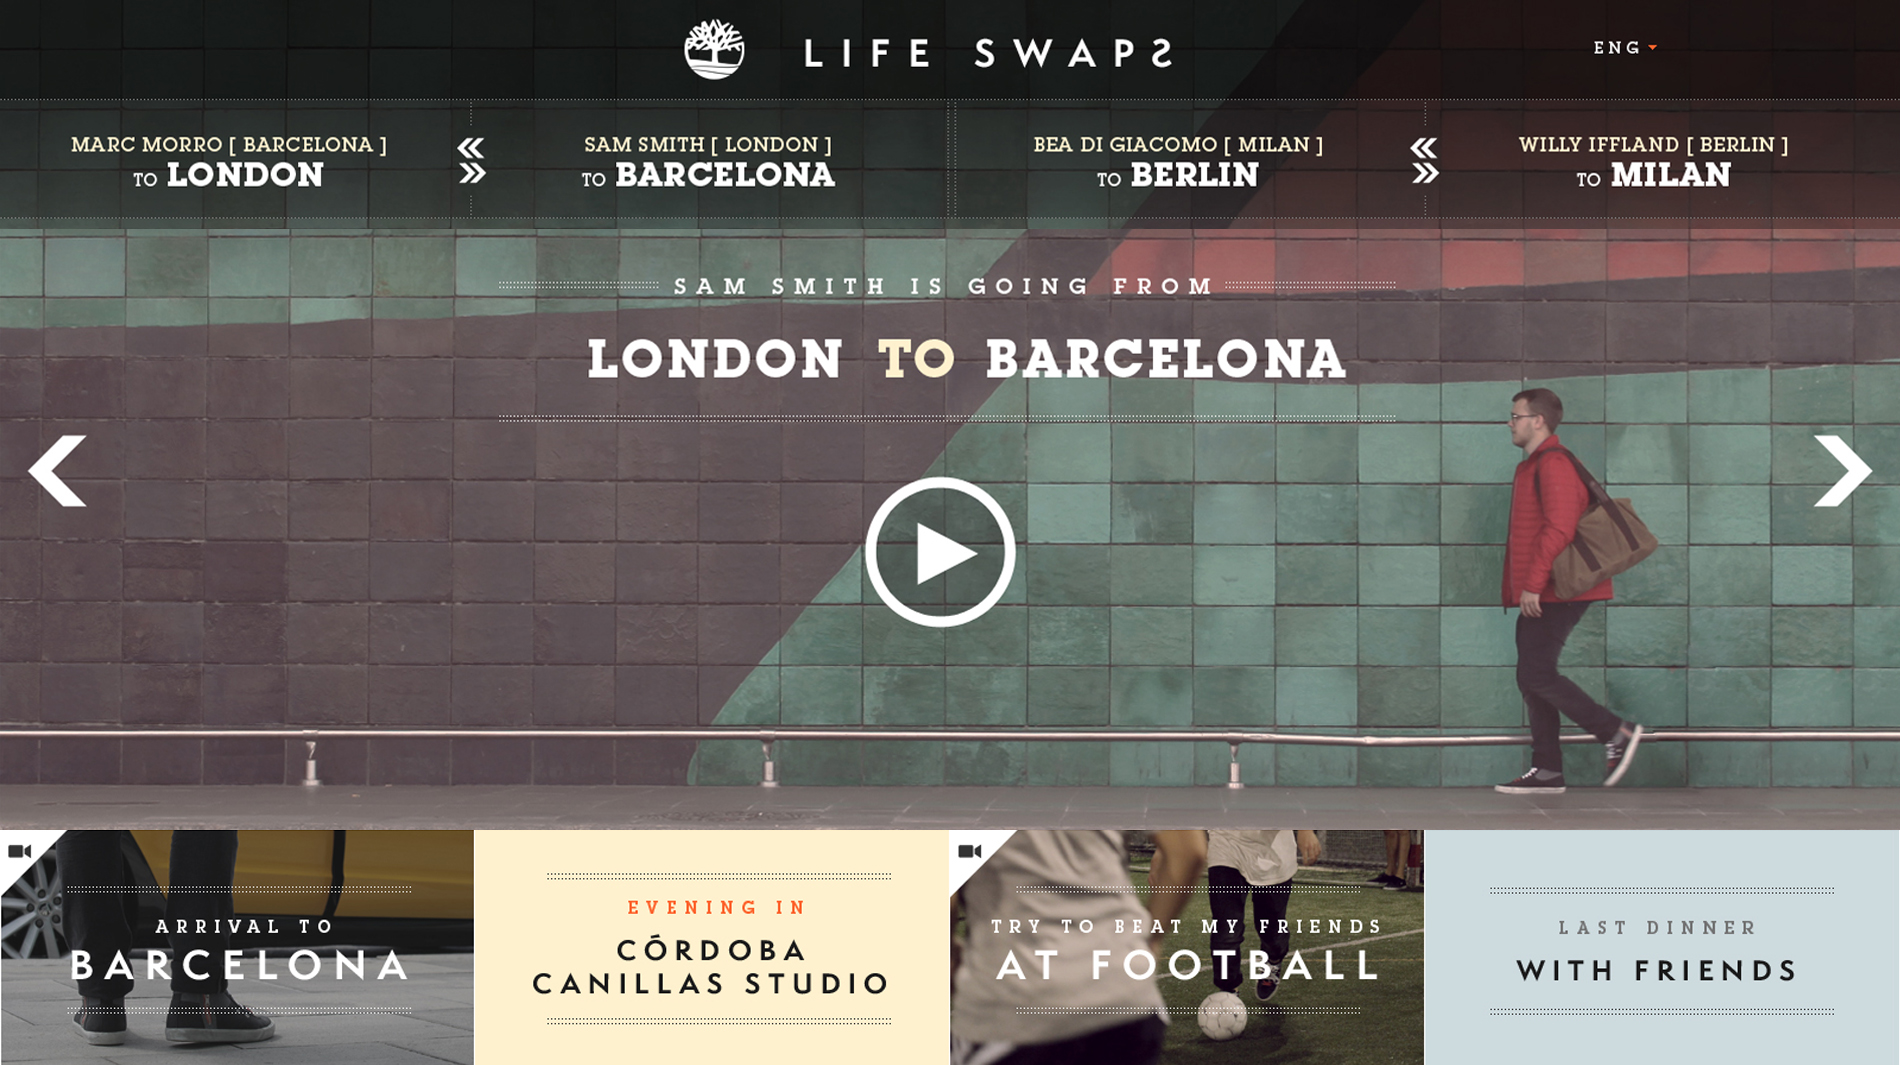 LIFE SWAPS
ENG
MARC MORRO [ BARCELONA ]
TO LONDON
SAM SMITH [ LONDON ]
TO BARCELONA
BEA DI GIACOMO [ MILAN ]
TO BERLIN
WILLY IFFLAND [ BERLIN ]
TO MILAN
SAM SMITH IS GOING FROM
LONDON TO BARCELONA
ARRIVAL TO
BARCELONA
EVENING IN
CÓRDOBA
CANILLAS STUDIO
TRY TO BEAT MY FRIENDS
AT FOOTBALL
LAST DINNER
WITH FRIENDS